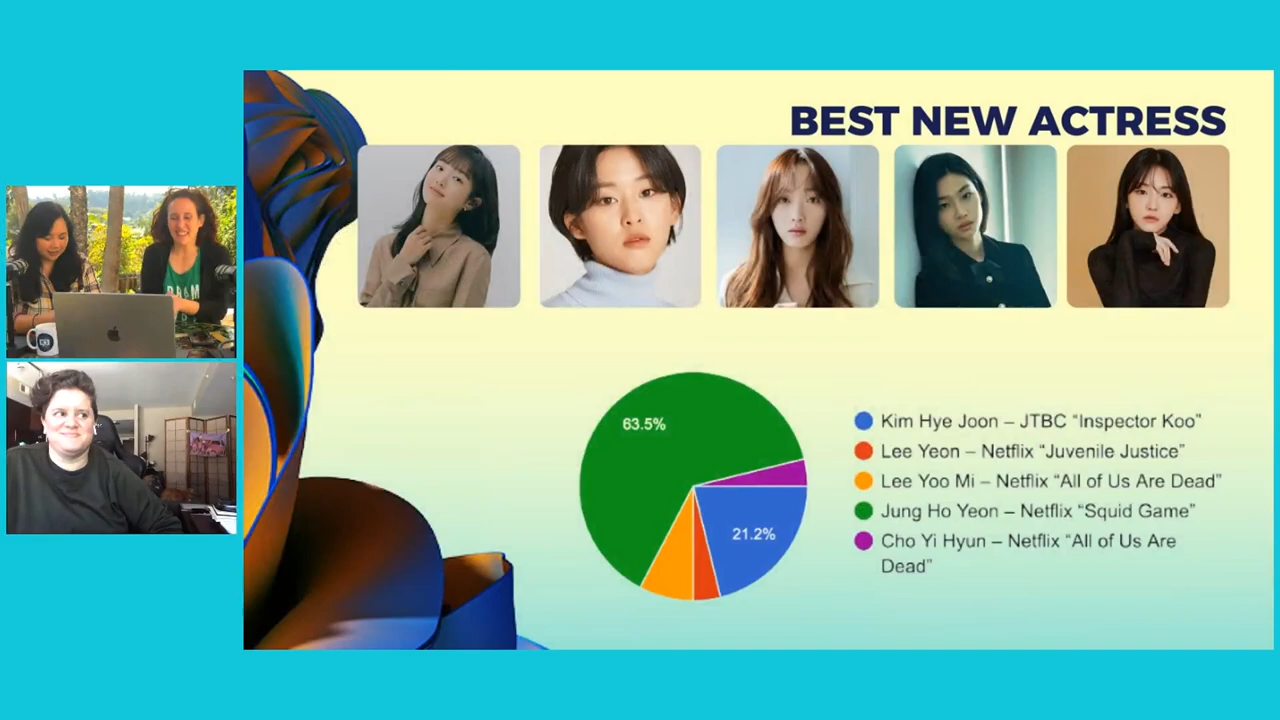 BEST NEW ACTRESS
63.5%
21.2%
Kim Hye Joon – JTBC “Inspector Koo”
Lee Yeon – Netflix “Juvenile Justice”
Lee Yoo Mi – Netflix “All of Us Are Dead”
Jung Ho Yeon – Netflix “Squid Game”
Cho Yi Hyun – Netflix “All of Us Are
Dead”